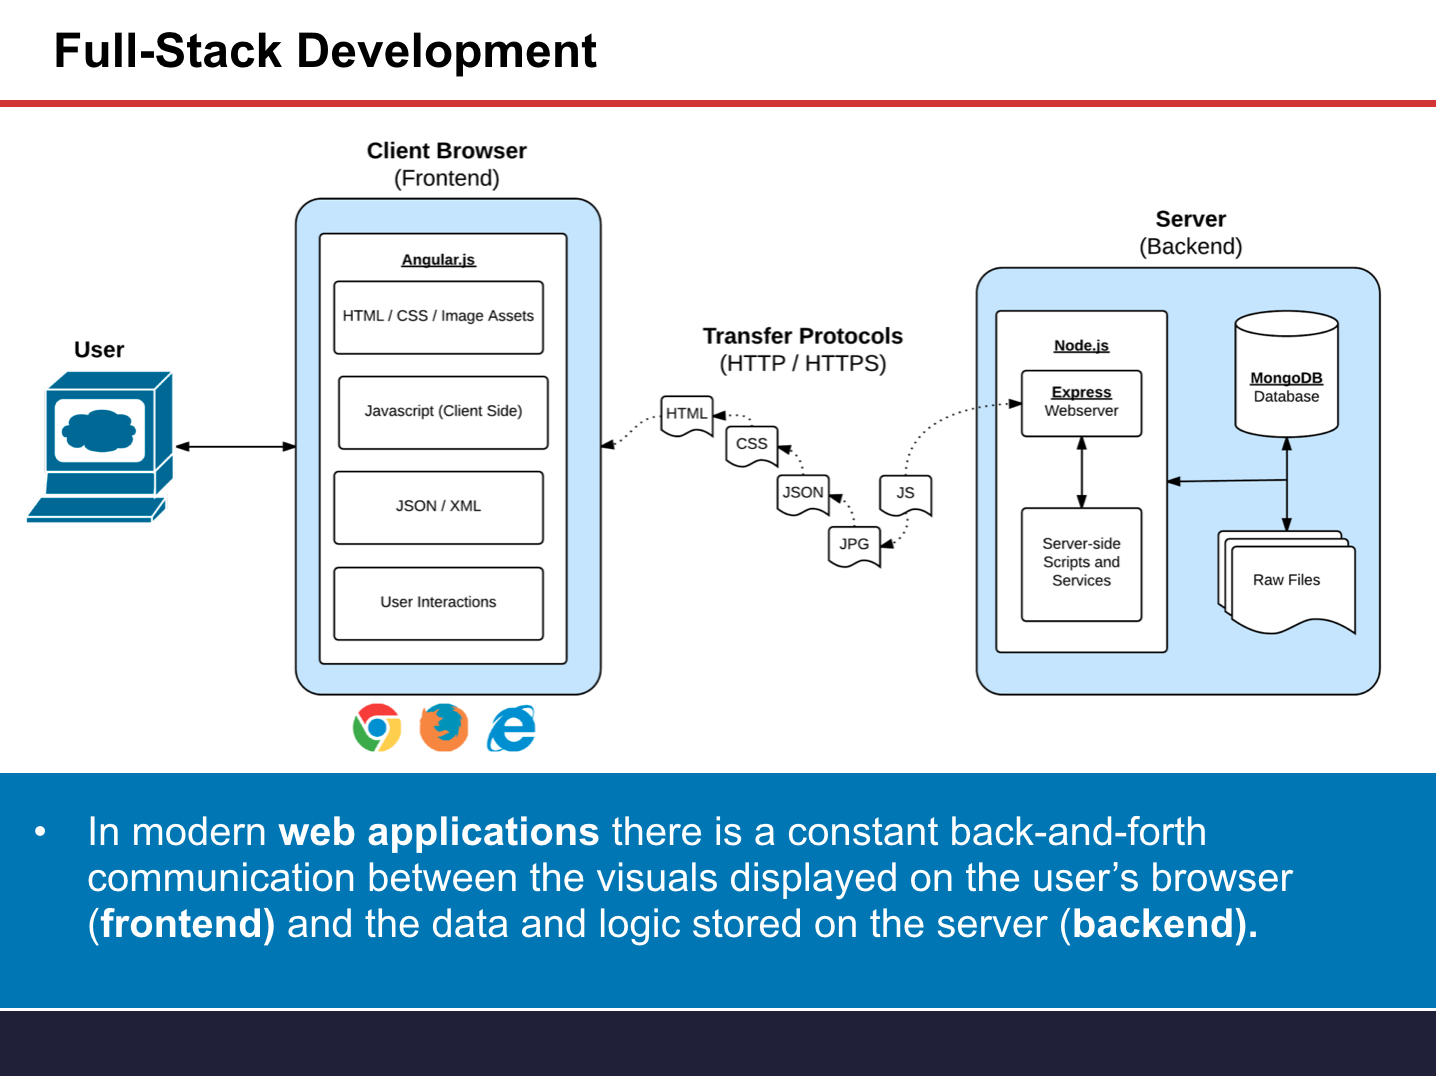 Full-Stack Development
Client Browser
(Frontend)
Server
(Backend)
Angular.js
HTML / CSS / Image Assets
Javascript (Client Side)
JSON / XML
User Interactions
User
Transfer Protocols
(HTTP / HTTPS)
HTML
CSS
JSON
JPG
JS
Node.js
Express
Webserver
Server-side
Scripts and
Services
MongoDB
Database
Raw Files
• In modern web applications there is a constant back-and-forth
communication between the visuals displayed on the user’s browser
(frontend) and the data and logic stored on the server (backend).